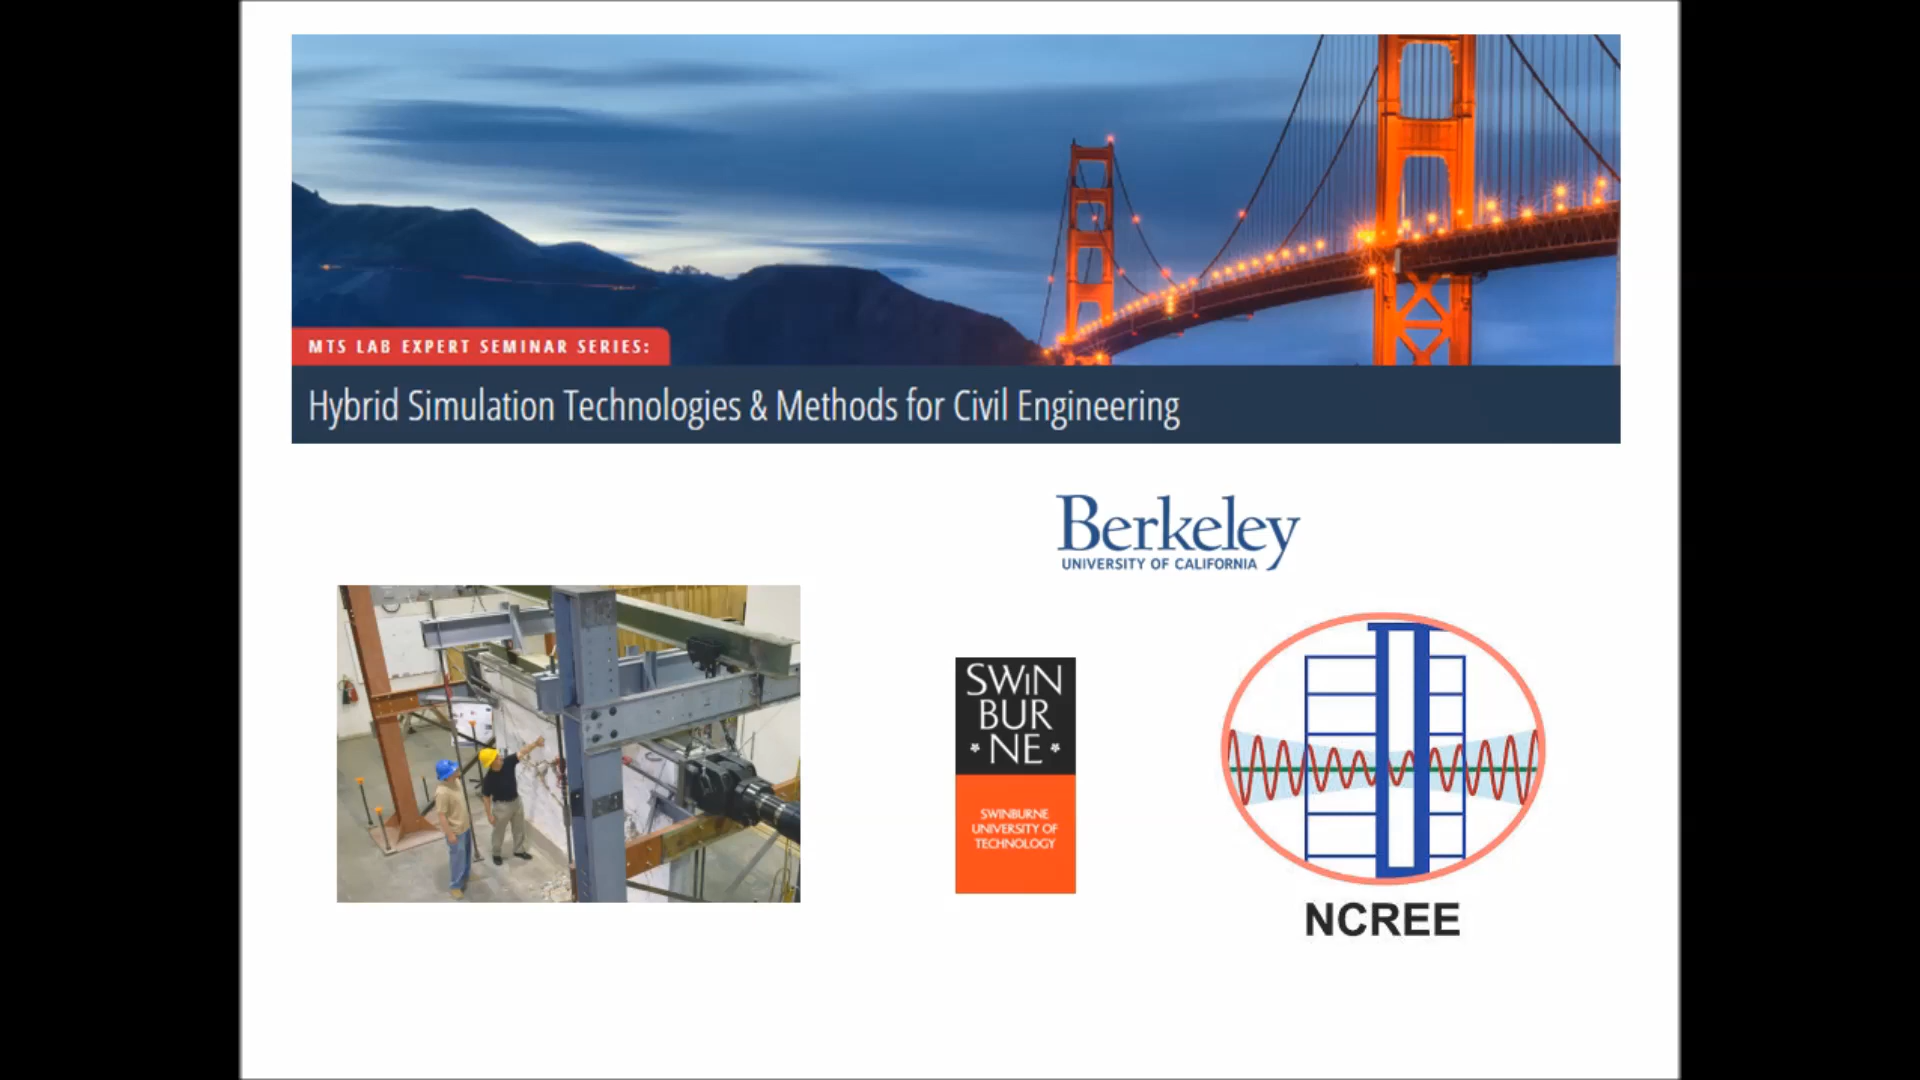 MTS LAB EXPERT SEMINAR SERIES:
Hybrid Simulation Technologies & Methods for Civil Engineering
Berkeley
UNIVERSITY OF CALIFORNIA
SWiN
BUR
* NE *
SWINBURNE
UNIVERSITY OF
TECHNOLOGY
NCREE